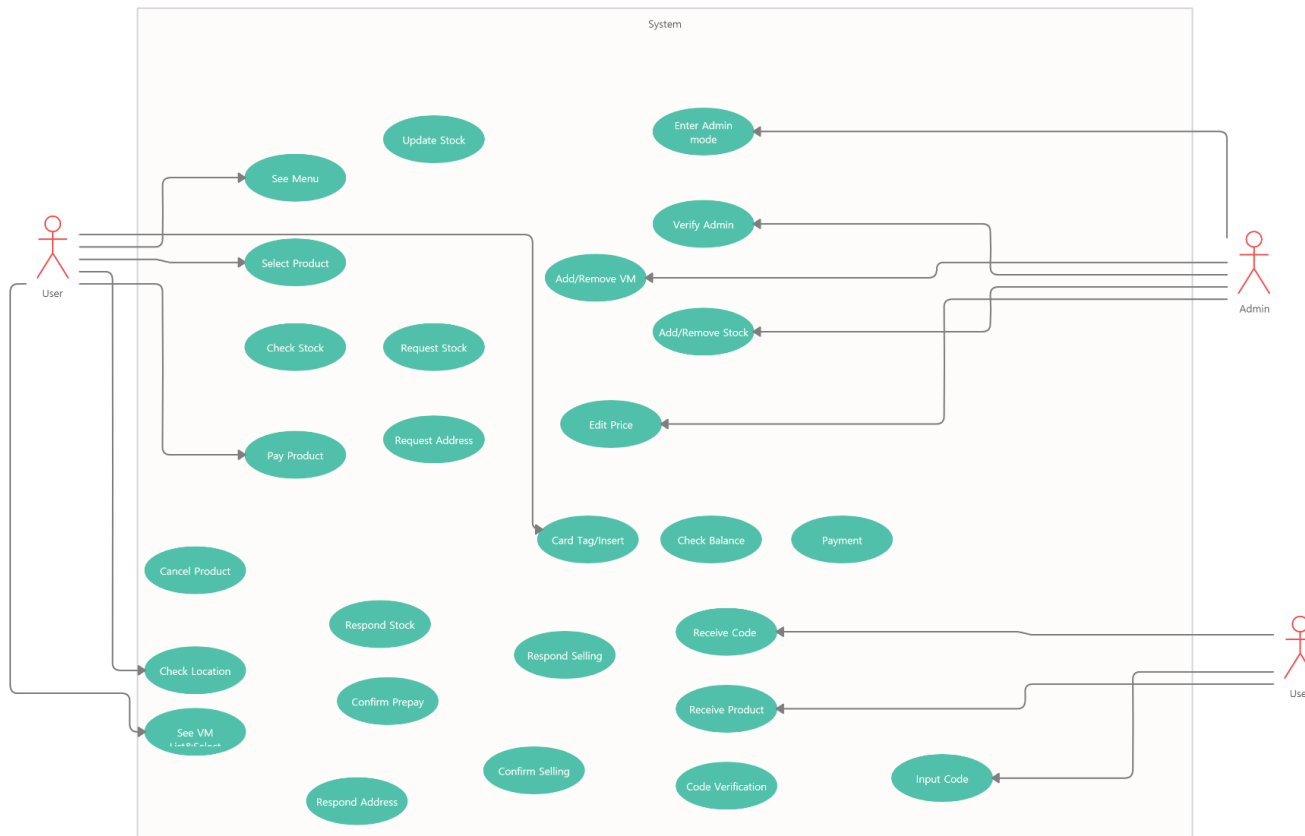 System
Update Stock
Enter Admin
mode
See Menu
Verify Admin
Select Product
Add/Remove VM
User
Admin
Check Stock
Request Stock
Add/Remove Stock
Edit Price
Request Address
Pay Product
Card Tag/Insert
Check Balance
Payment
Cancel Product
Respond Stock
Receive Code
Respond Selling
Check Location
Confirm Prepay
Receive Product
Use
See VM
List&Select
Confirm Selling
Code Verification
Input Code
Respond Address